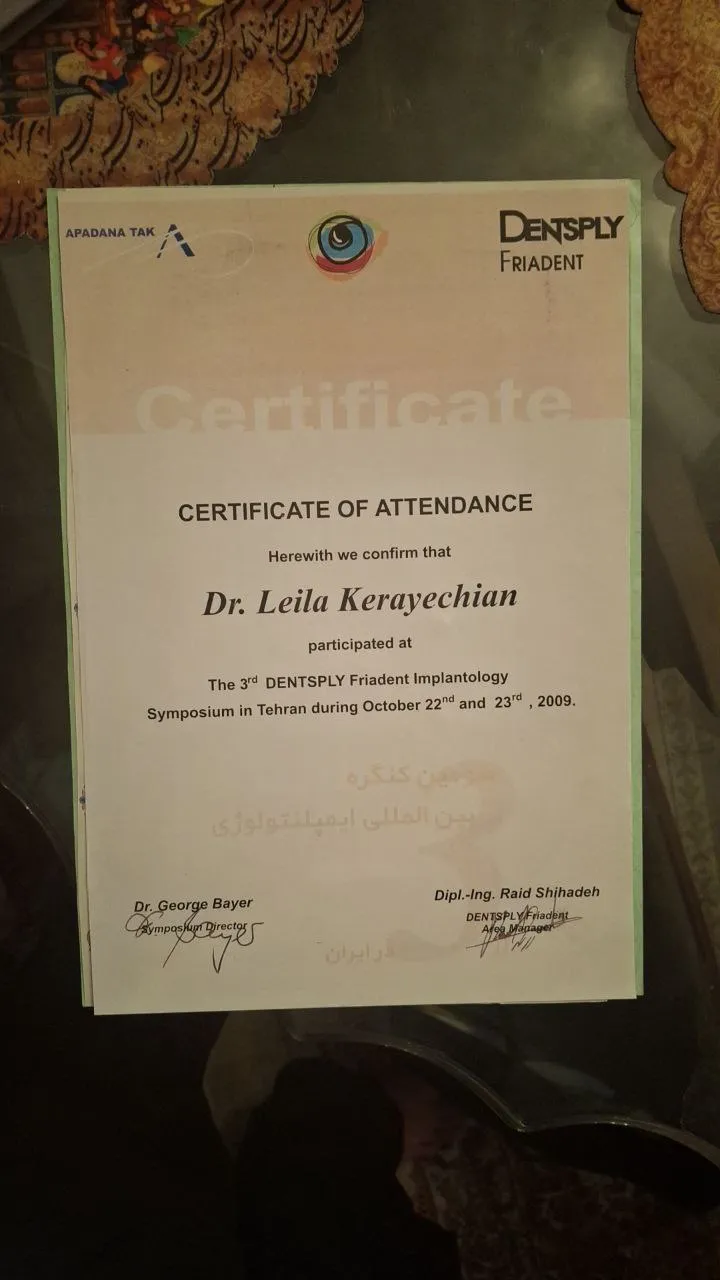 APADANA TAK
DENSPLY
FRIADENT
Certificate
CERTIFICATE OF ATTENDANCE
Herewith we confirm that
Dr. Leila Kerayechian
participated at
The 3rd DENTSPLY Friadent Implantology
Symposium in Tehran during October 22nd and 23rd , 2009.
سومین کنگره
بین المللی ایمپلنتولوژی
Dr. George Bayer
Symposium Director
Dipl.-Ing. Raid Shihadeh
DENTSPLY Friadent
Area Manager
در ایران